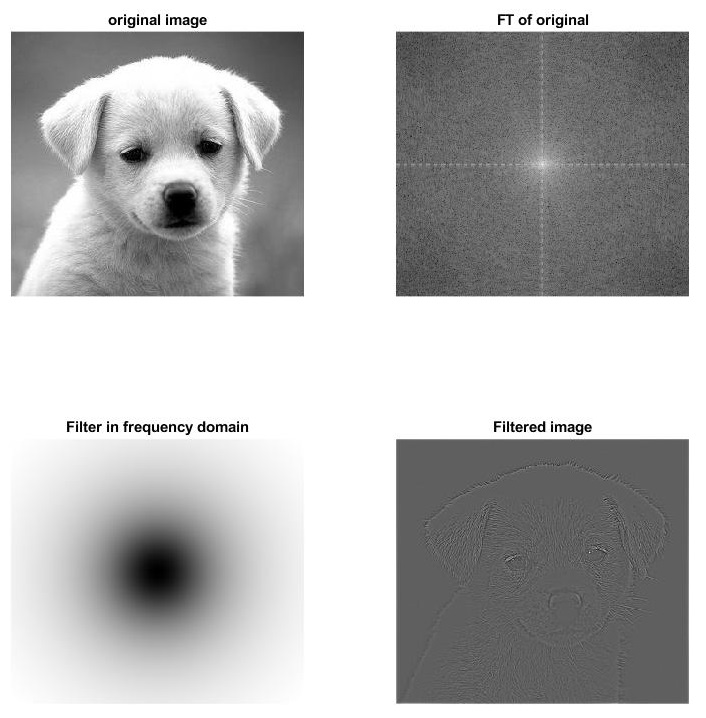 original image
FT of original
Filter in frequency domain
Filtered image